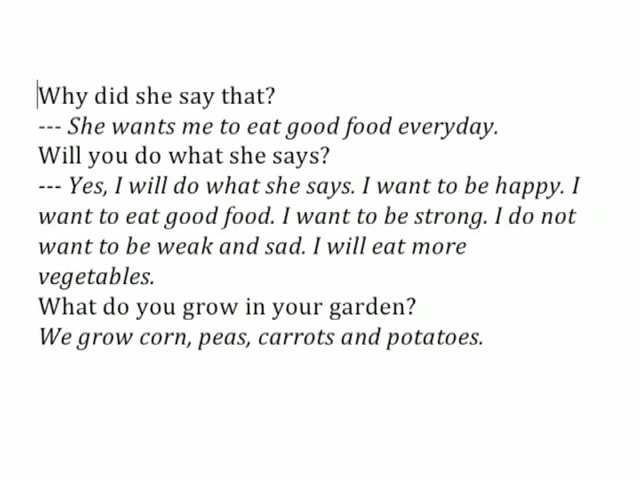 Why did she say that?
--- She wants me to eat good food everyday.
Will you do what she says?
--- Yes, I will do what she says. I want to be happy. I
want to eat good food. I want to be strong. I do not
want to be weak and sad. I will eat more
vegetables.
What do you grow in your garden?
We grow corn, peas, carrots and potatoes.